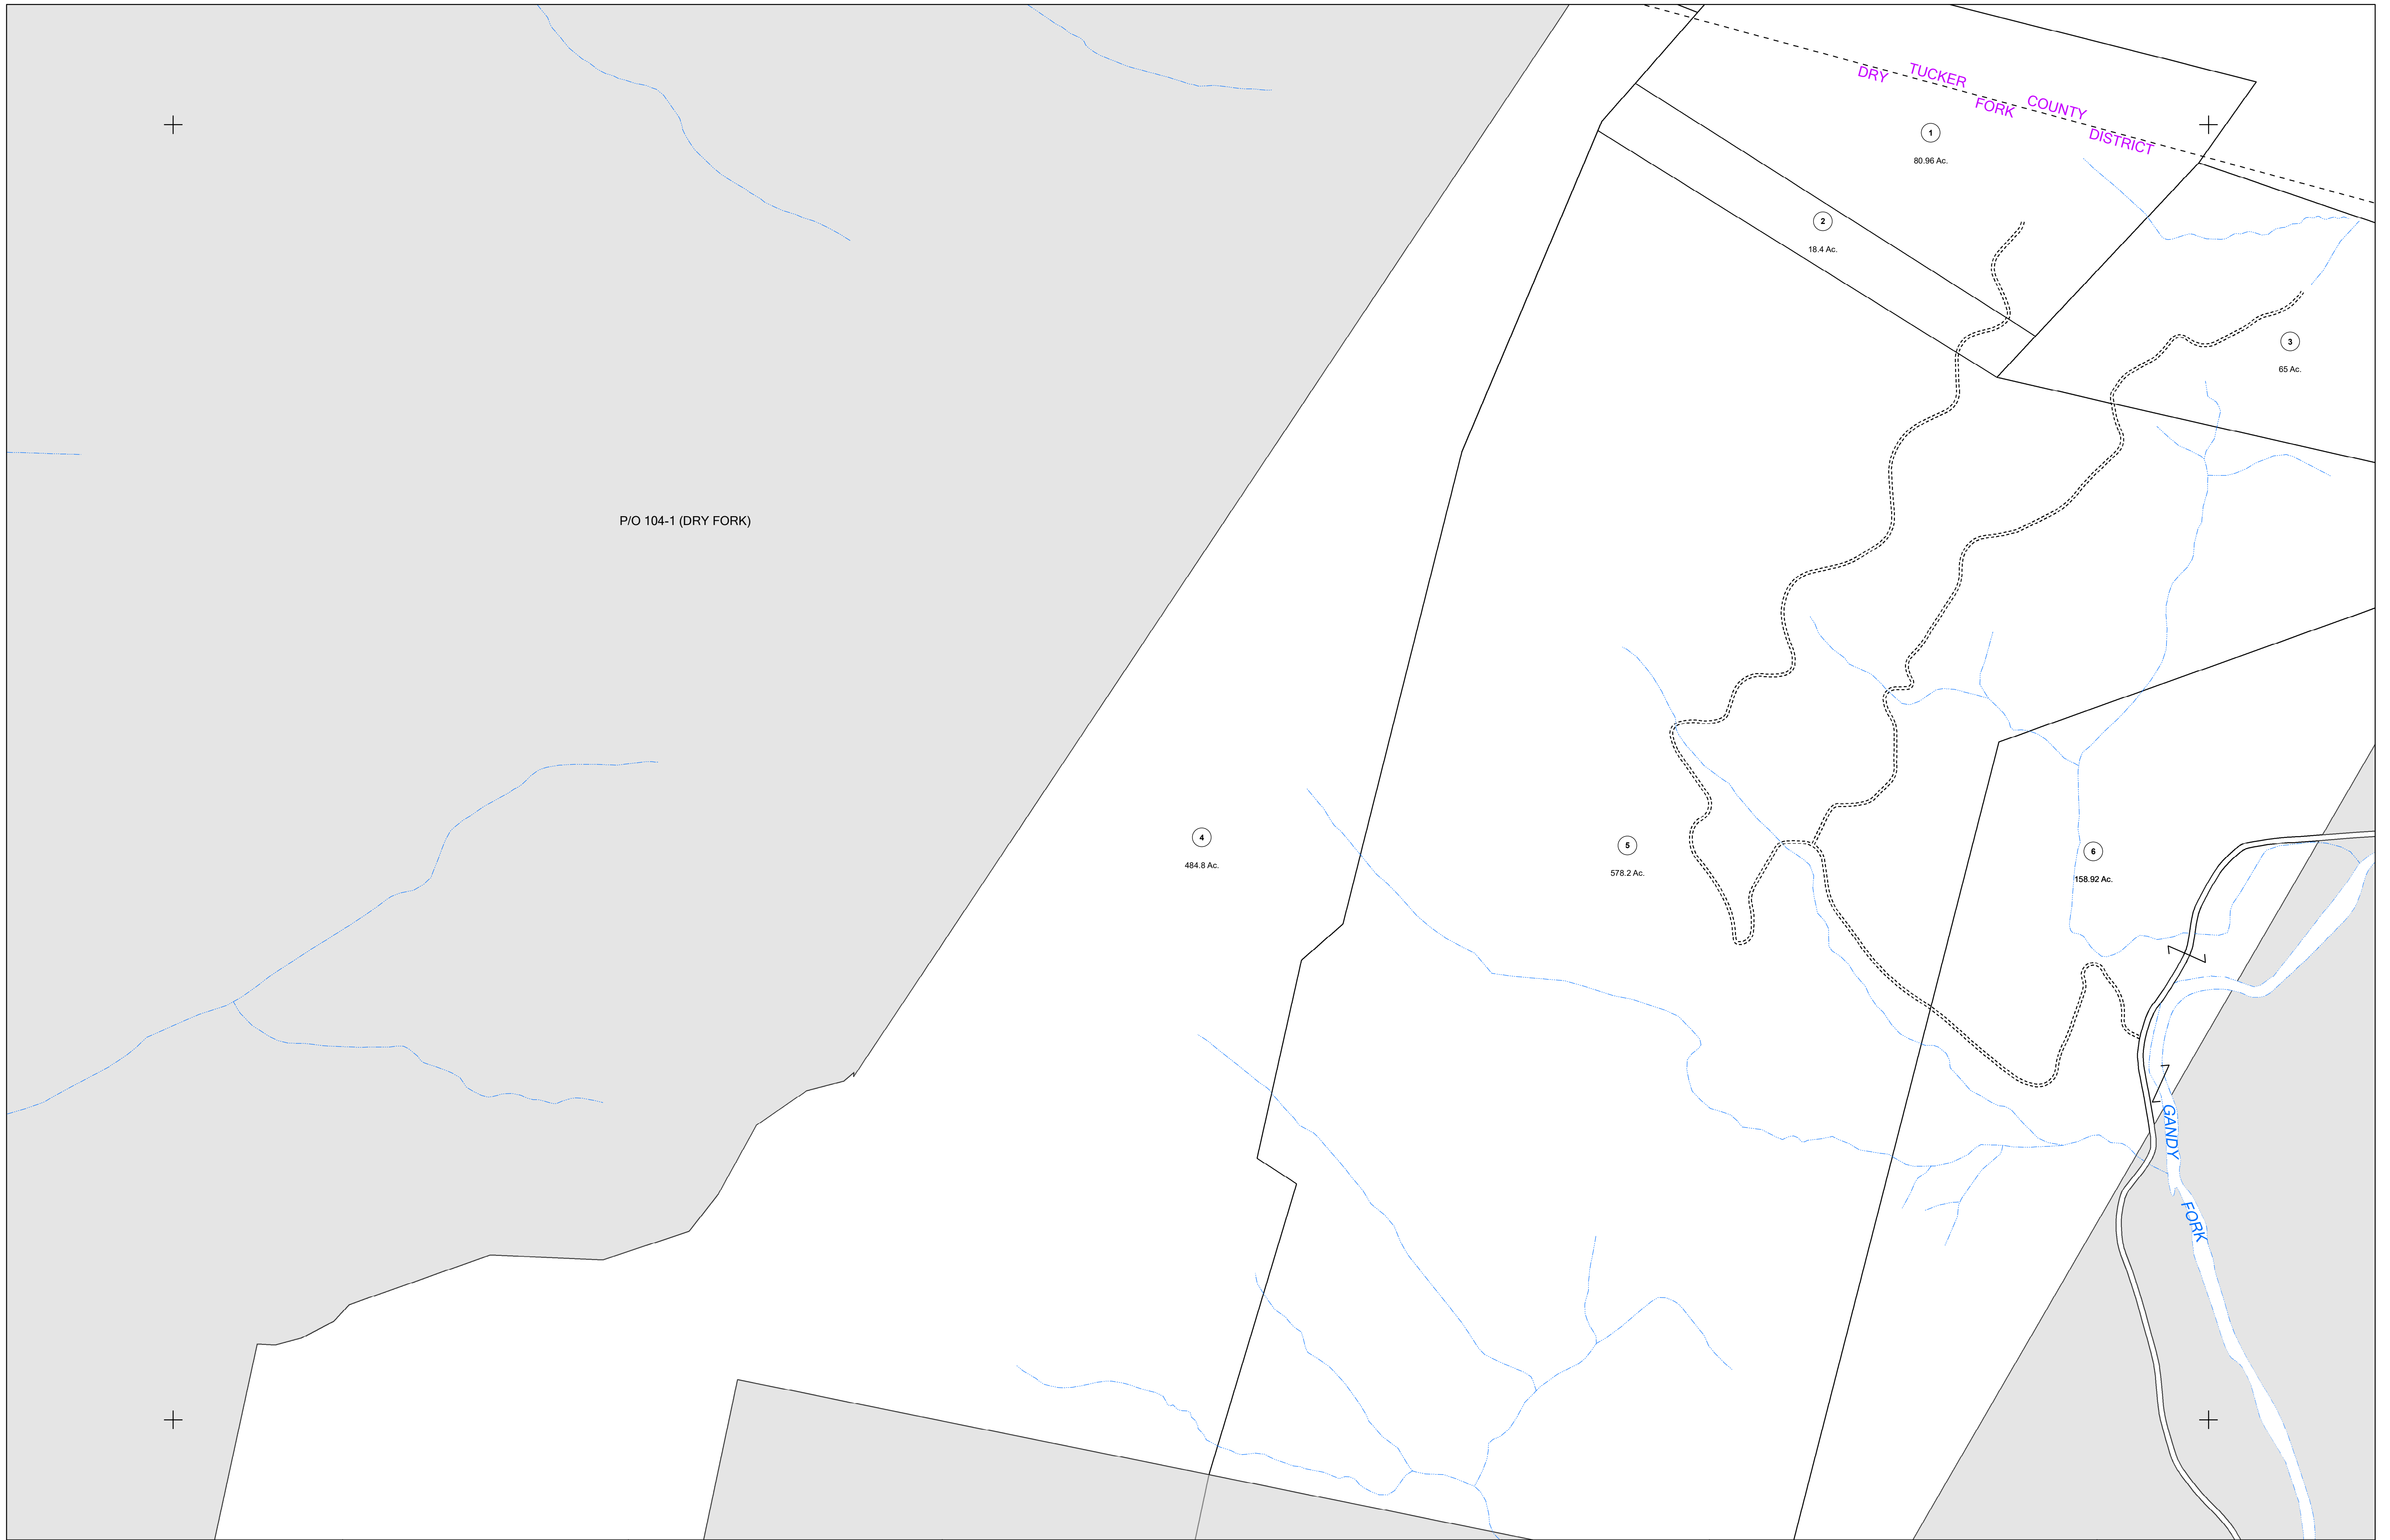 TUCKER COUNTY
DRY FORK DISTRICT
1
80.96 Ac.
2
18.4 Ac.
3
65 Ac.
P/O 104-1 (DRY FORK)
4
484.8 Ac.
5
578.2 Ac.
6
158.92 Ac.
GANDY FORK